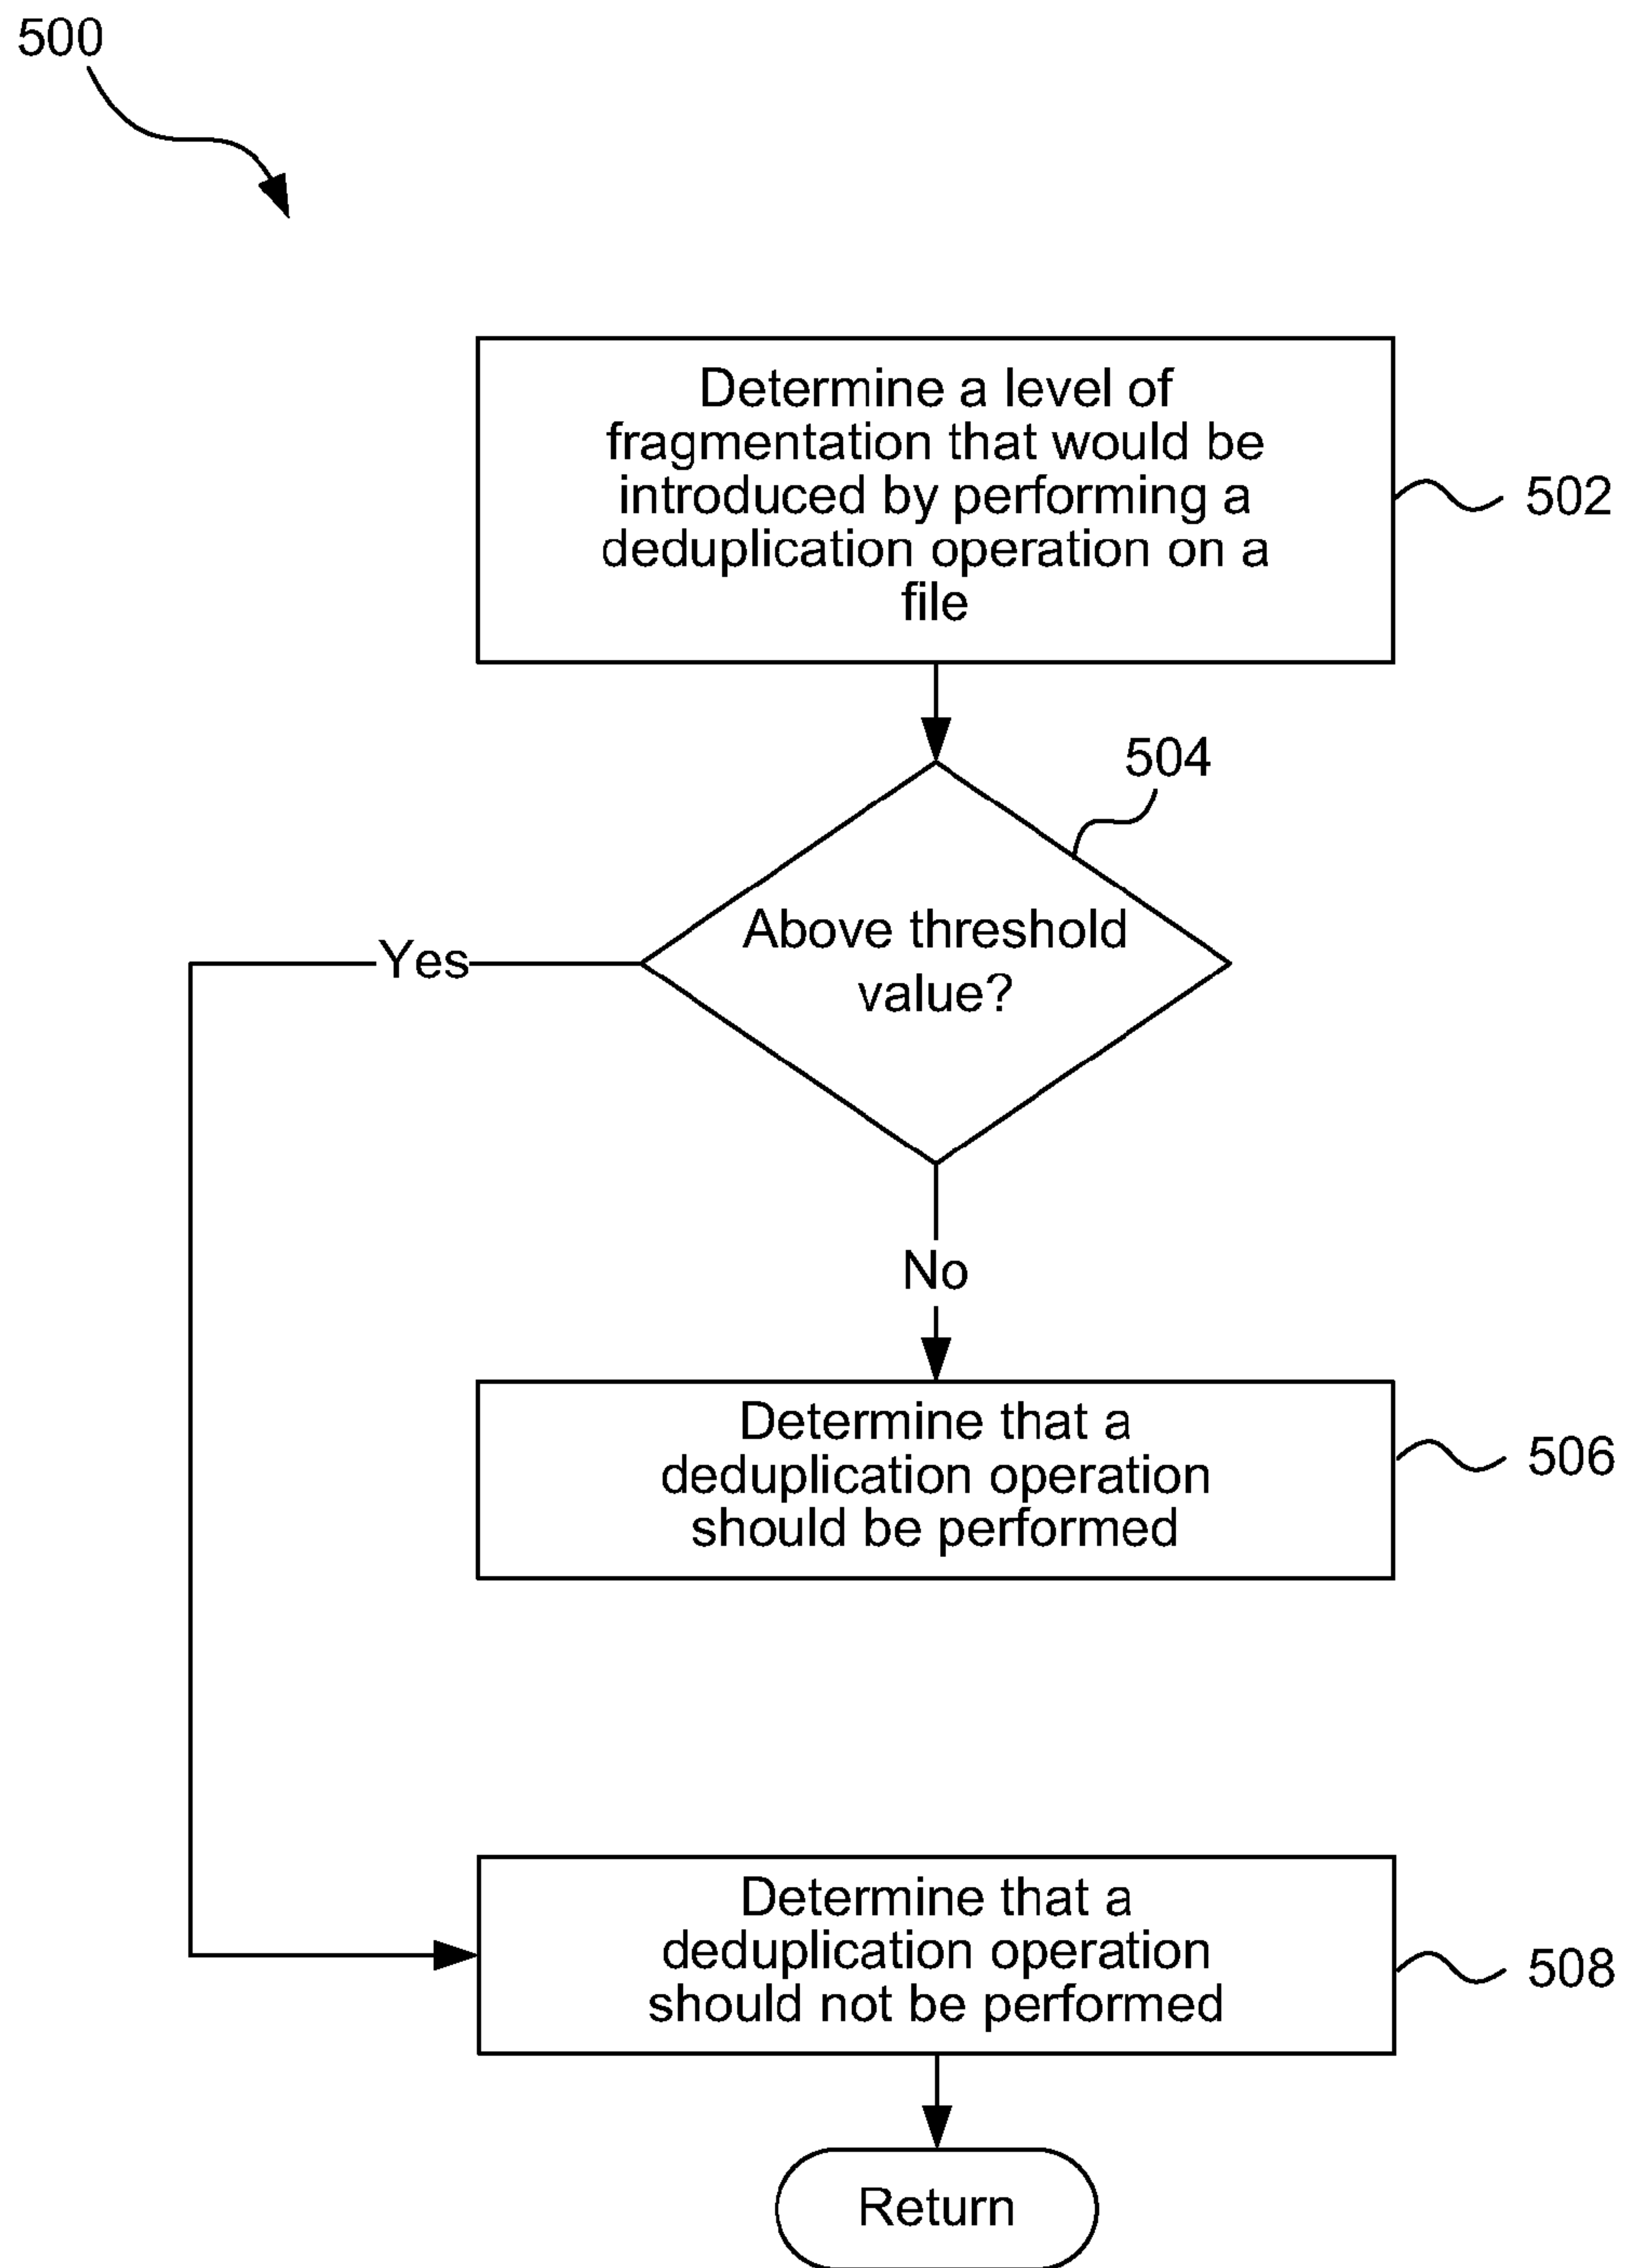 500
Determine a level of
fragmentation that would be
introduced by performing a
deduplication operation on a
file
502
504
Above threshold
value?
Yes
No
Determine that a
deduplication operation
should be performed
506
Determine that a
deduplication operation
should not be performed
508
Return